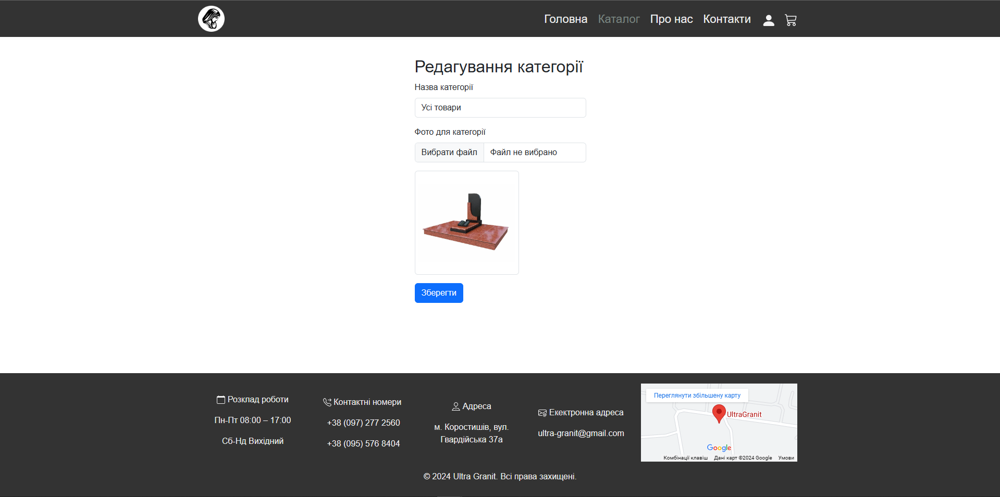 Головна Каталог Про нас Контакти
Редагування категорії
Назва категорії
Усі товари
Фото для категорії
Вибрати файл Файл не вибрано
Зберегти
Розклад роботи
Пн-Пт 08:00 – 17:00
Сб-Нд Вихідний
Контактні номери
+38 (097) 277 2560
+38 (095) 576 8404
Адреса
м. Коростишів, вул.
Гвардійська 37а
Екектронна адреса
ultra-granit@gmail.com
Переглянути збільшену карту
UltraGranit
Google
Комбінації клавіш Дані карт ©2024 Google Умови
© 2024 Ultra Granit. Всі права захищені.